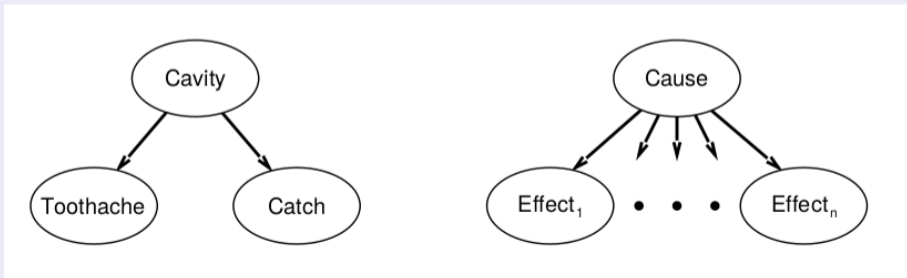 Cavity
Cause
Toothache
Catch
Effect₁
• • •
Effectₙ